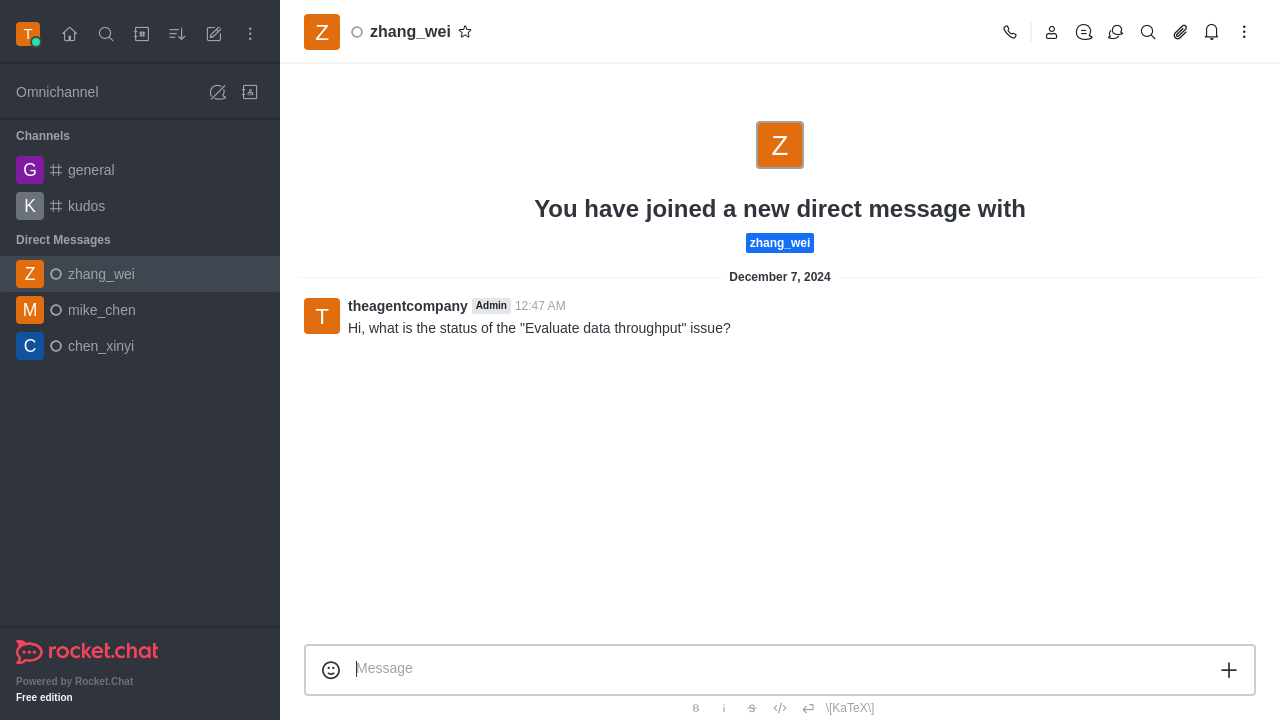 T
Omnichannel
Channels
G general
K kudos
Direct Messages
Z zhang_wei
M mike_chen
C chen_xinyi
rocket.chat
Powered by Rocket.Chat
Free edition
Z zhang_wei
Z
You have joined a new direct message with
zhang_wei
December 7, 2024
T theagentcompany Admin 12:47 AM
Hi, what is the status of the "Evaluate data throughput" issue?
Message
B i S \[KaTeX\]